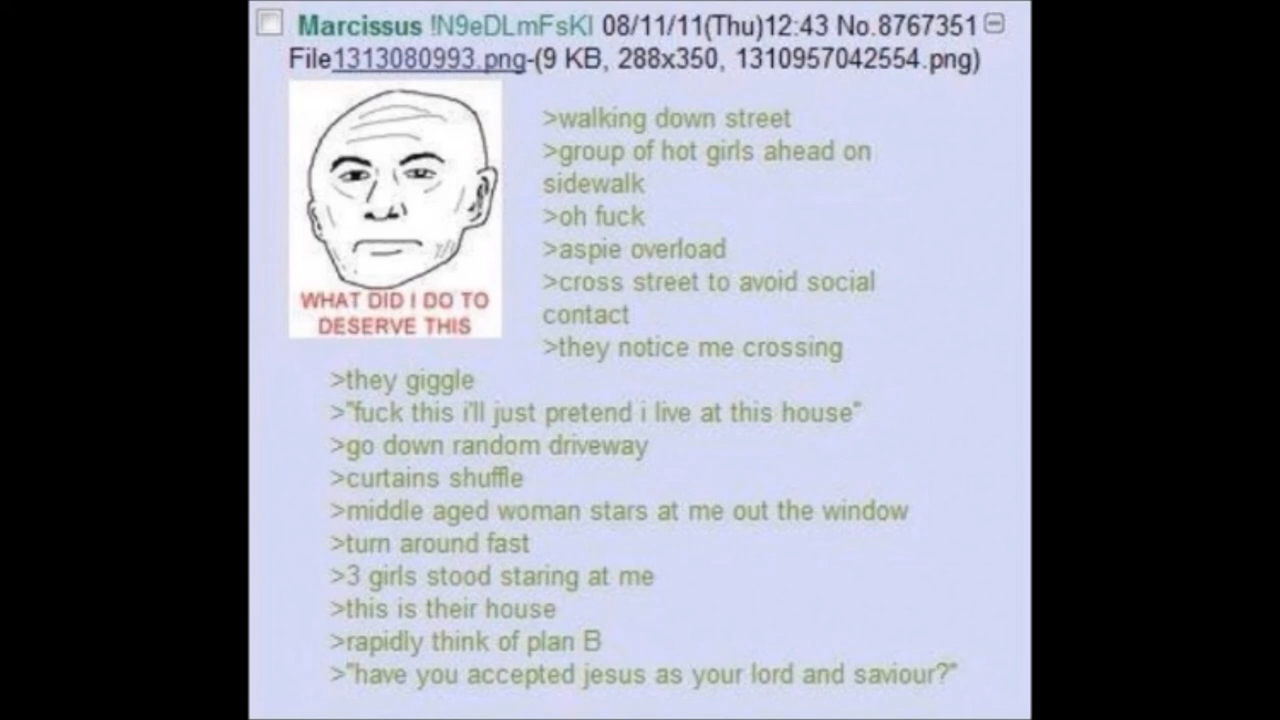 Marcissus !N9eDLmFsKI 08/11/11(Thu)12:43 No.8767351
File1313080993.png-(9 KB, 288x350, 1310957042554.png)
WHAT DID I DO TO
DESERVE THIS
>walking down street
>group of hot girls ahead on
sidewalk
>oh fuck
>aspie overload
>cross street to avoid social
contact
>they notice me crossing
>they giggle
>"fuck this i'll just pretend i live at this house"
>go down random driveway
>curtains shuffle
>middle aged woman stars at me out the window
>turn around fast
>3 girls stood staring at me
>this is their house
>rapidly think of plan B
>"have you accepted jesus as your lord and saviour?"